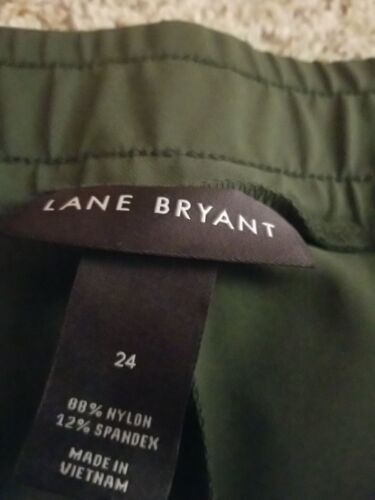 LANE BRYANT
24
88% NYLON
12% SPANDEX
MADE IN
VIETNAM